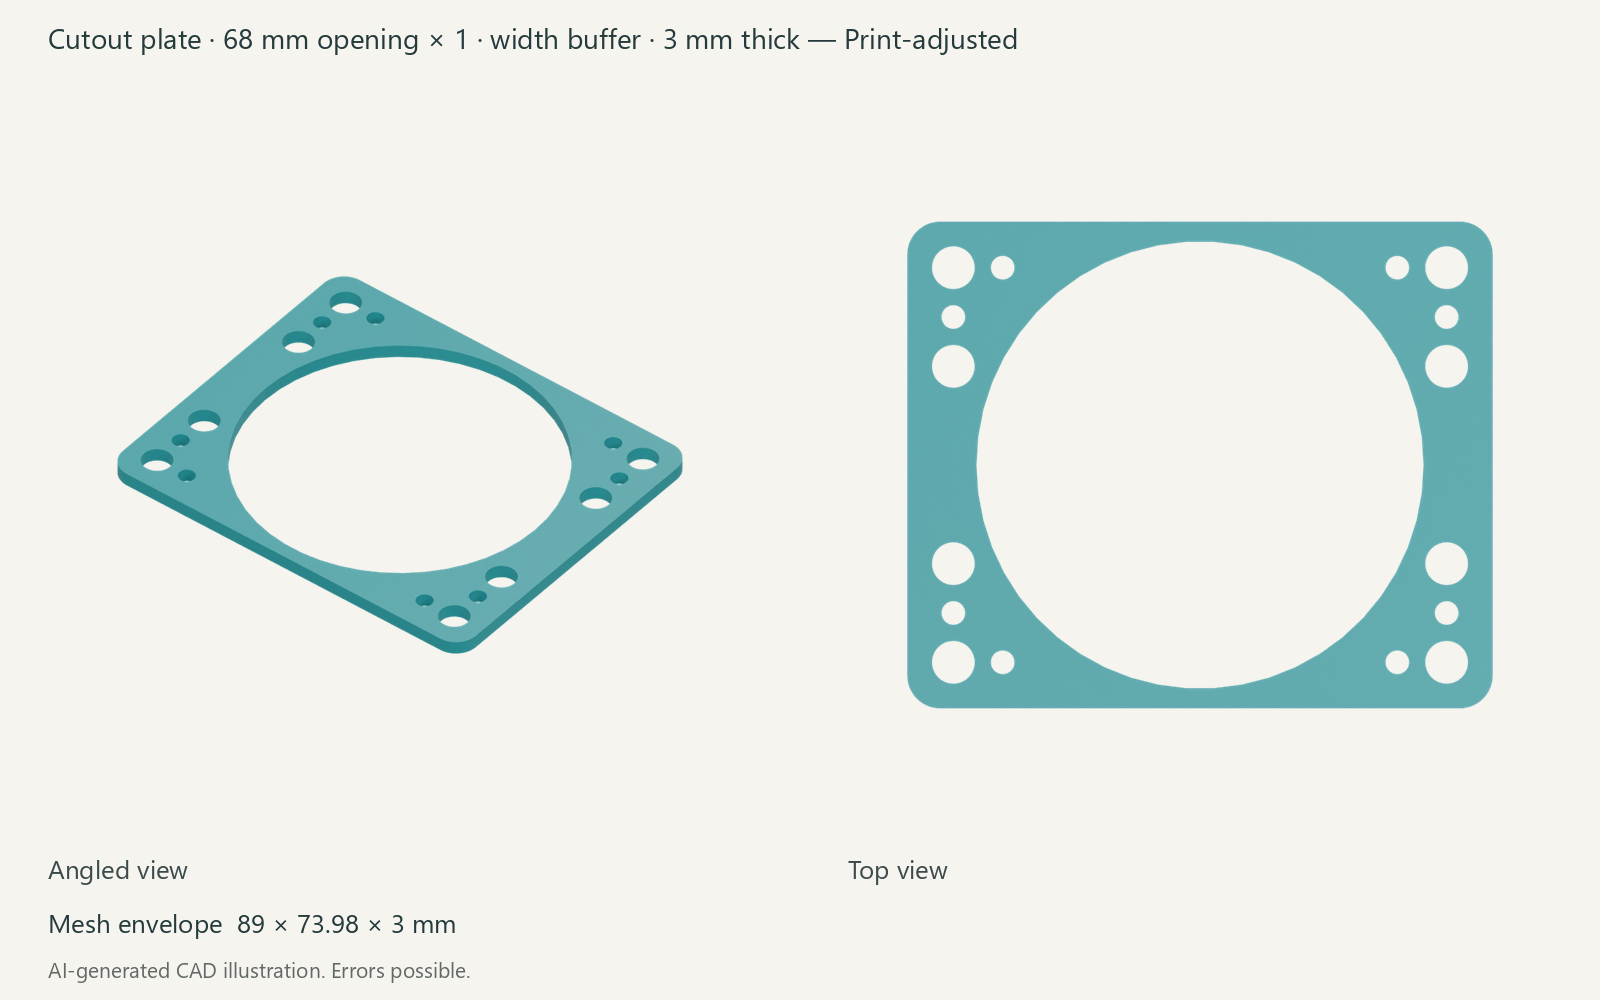 Cutout plate · 68 mm opening × 1 · width buffer · 3 mm thick — Print-adjusted
Angled view
Top view
Mesh envelope 89 × 73.98 × 3 mm
AI-generated CAD illustration. Errors possible.